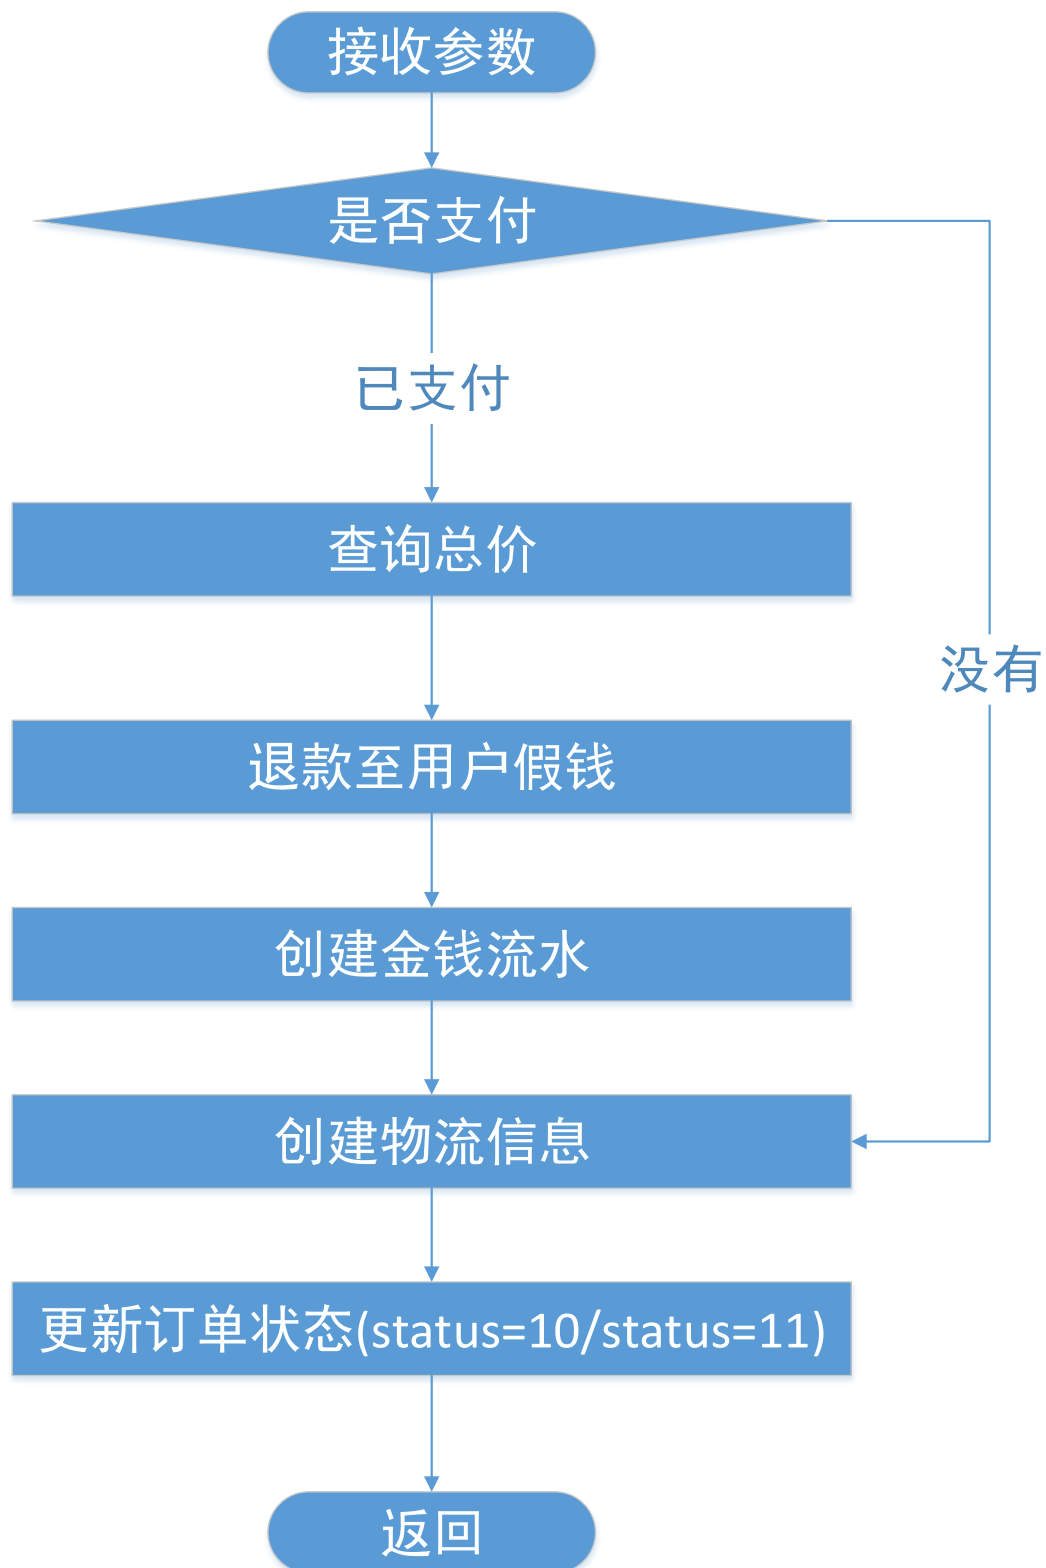 接收参数
是否支付
已支付
查询总价
没有
退款至用户假钱
创建金钱流水
创建物流信息
更新订单状态(status=10/status=11)
返回